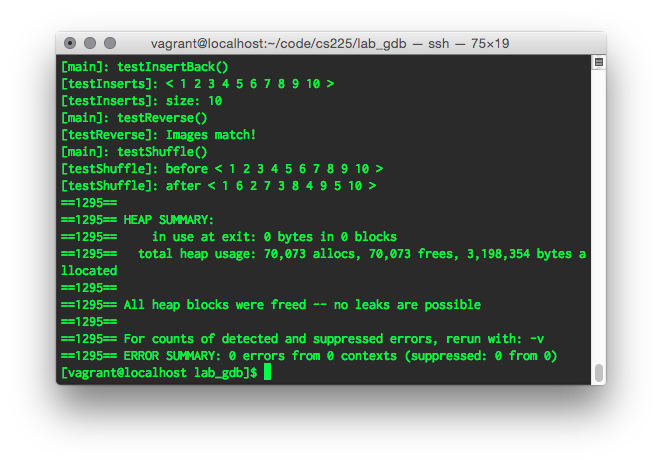 vagrant@localhost:~/code/cs225/lab_gdb — ssh — 75×19
[main]: testInsertBack()
[testInserts]: < 1 2 3 4 5 6 7 8 9 10 >
[testInserts]: size: 10
[main]: testReverse()
[testReverse]: Images match!
[main]: testShuffle()
[testShuffle]: before < 1 2 3 4 5 6 7 8 9 10 >
[testShuffle]: after < 1 6 2 7 3 8 4 9 5 10 >
==1295==
==1295== HEAP SUMMARY:
==1295==     in use at exit: 0 bytes in 0 blocks
==1295==   total heap usage: 70,073 allocs, 70,073 frees, 3,198,354 bytes a
llocated
==1295==
==1295== All heap blocks were freed -- no leaks are possible
==1295==
==1295== For counts of detected and suppressed errors, rerun with: -v
==1295== ERROR SUMMARY: 0 errors from 0 contexts (suppressed: 0 from 0)
[vagrant@localhost lab_gdb]$